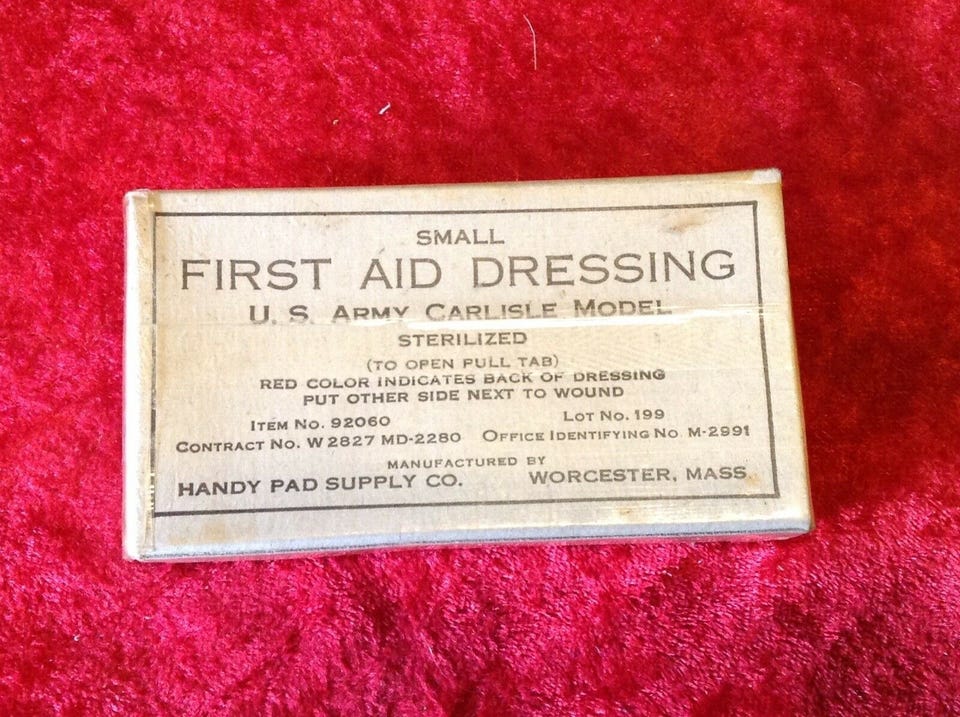 SMALL
FIRST AID DRESSING
U. S. ARMY CARLISLE MODEL
STERILIZED
(TO OPEN PULL TAB)
RED COLOR INDICATES BACK OF DRESSING
PUT OTHER SIDE NEXT TO WOUND
ITEM NO. 92060 LOT NO. 199
CONTRACT NO. W 2827 MD-2280 OFFICE IDENTIFYING NO. M-2991
MANUFACTURED BY
HANDY PAD SUPPLY CO. WORCESTER, MASS.